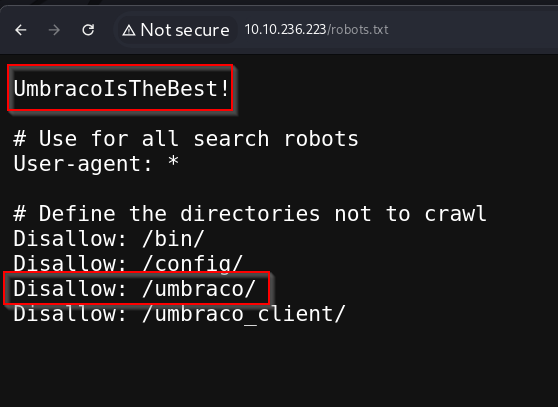 Not secure 10.10.236.223/robots.txt
UmbracoIsTheBest!
# Use for all search robots
User-agent: *
# Define the directories not to crawl
Disallow: /bin/
Disallow: /config/
Disallow: /umbraco/
Disallow: /umbraco_client/